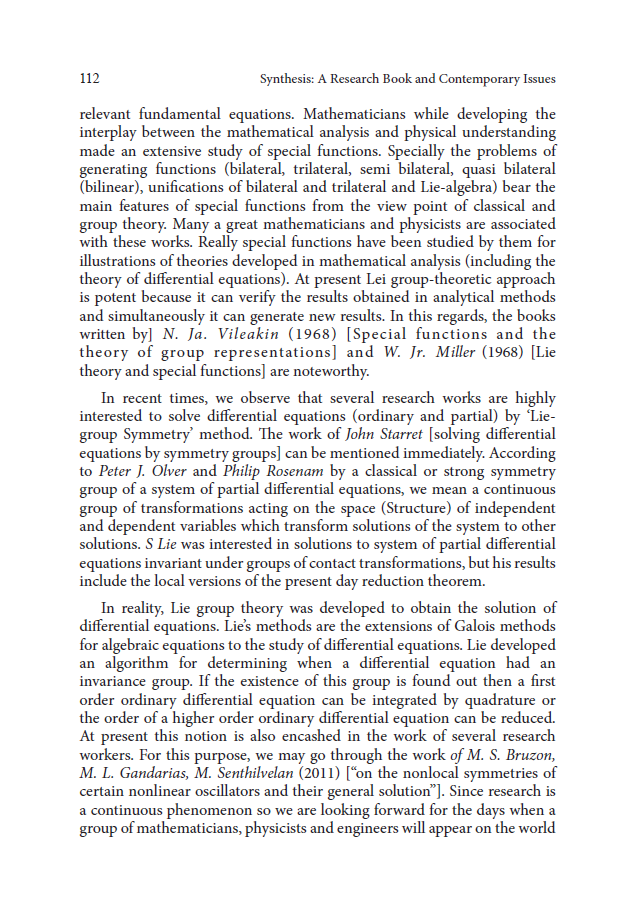 112 Synthesis: A Research Book and Contemporary Issues
relevant fundamental equations. Mathematicians while developing the
interplay between the mathematical analysis and physical understanding
made an extensive study of special functions. Specially the problems of
generating functions (bilateral, trilateral, semi bilateral, quasi bilateral
(bilinear), unifications of bilateral and trilateral and Lie-algebra) bear the
main features of special functions from the view point of classical and
group theory. Many a great mathematicians and physicists are associated
with these works. Really special functions have been studied by them for
illustrations of theories developed in mathematical analysis (including the
theory of differential equations). At present Lei group-theoretic approach
is potent because it can verify the results obtained in analytical methods
and simultaneously it can generate new results. In this regards, the books
written by] N. Ja. Vileakin (1968) [Special functions and the
theory of group representations] and W. Jr. Miller (1968) [Lie
theory and special functions] are noteworthy.
In recent times, we observe that several research works are highly
interested to solve differential equations (ordinary and partial) by ‘Lie-
group Symmetry’ method. The work of John Starret [solving differential
equations by symmetry groups] can be mentioned immediately. According
to Peter J. Olver and Philip Rosenam by a classical or strong symmetry
group of a system of partial differential equations, we mean a continuous
group of transformations acting on the space (Structure) of independent
and dependent variables which transform solutions of the system to other
solutions. S Lie was interested in solutions to system of partial differential
equations invariant under groups of contact transformations, but his results
include the local versions of the present day reduction theorem.
In reality, Lie group theory was developed to obtain the solution of
differential equations. Lie’s methods are the extensions of Galois methods
for algebraic equations to the study of differential equations. Lie developed
an algorithm for determining when a differential equation had an
invariance group. If the existence of this group is found out then a first
order ordinary differential equation can be integrated by quadrature or
the order of a higher order ordinary differential equation can be reduced.
At present this notion is also encashed in the work of several research
workers. For this purpose, we may go through the work of M. S. Bruzon,
M. L. Gandarias, M. Senthilvelan (2011) [“on the nonlocal symmetries of
certain nonlinear oscillators and their general solution”]. Since research is
a continuous phenomenon so we are looking forward for the days when a
group of mathematicians, physicists and engineers will appear on the world